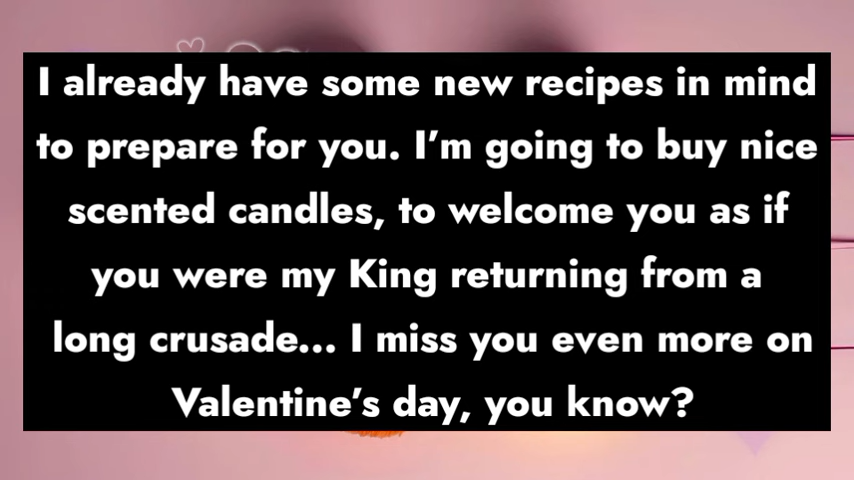 I already have some new recipes in mind
to prepare for you. I'm going to buy nice
scented candles, to welcome you as if
you were my King returning from a
long crusade... I miss you even more on
Valentine's day, you know?